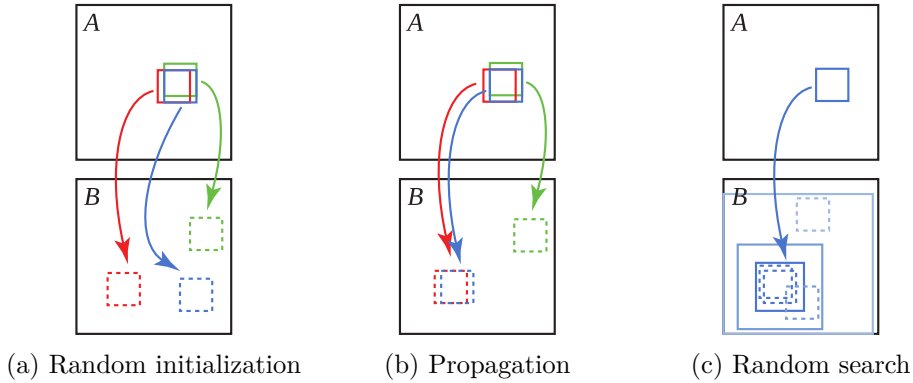 A
A
A
B
B
B
(a) Random initialization
(b) Propagation
(c) Random search